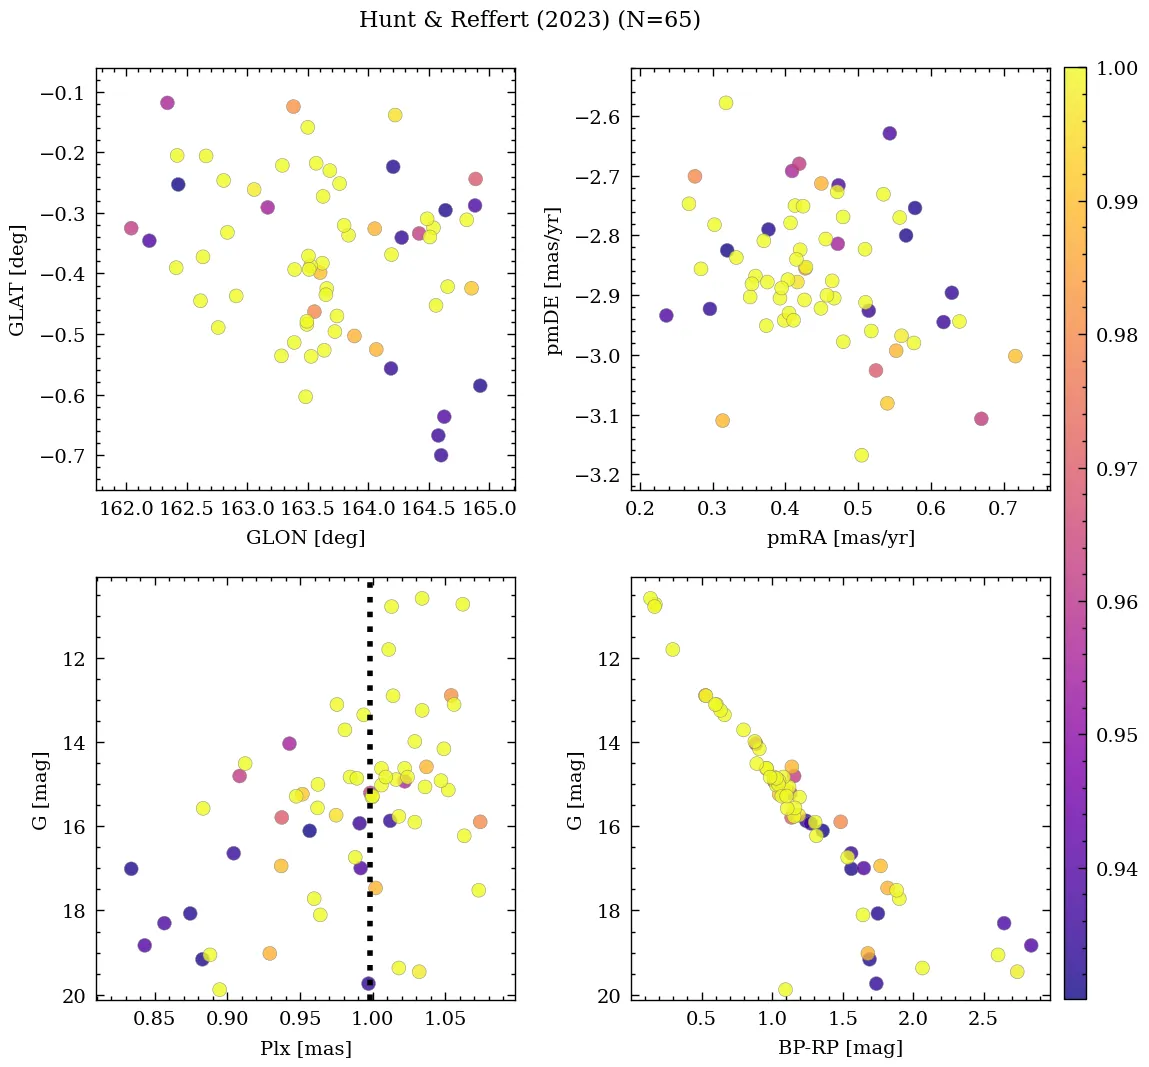 Hunt & Reffert (2023) (N=65)
−0.1
−0.2
−0.3
−0.4
−0.5
−0.6
−0.7
GLAT [deg]
162.0 162.5 163.0 163.5 164.0 164.5 165.0
GLON [deg]
−2.6
−2.7
−2.8
−2.9
−3.0
−3.1
−3.2
pmDE [mas/yr]
0.2 0.3 0.4 0.5 0.6 0.7
pmRA [mas/yr]
12
14
16
18
20
G [mag]
0.85 0.90 0.95 1.00 1.05
Plx [mas]
12
14
16
18
20
G [mag]
0.5 1.0 1.5 2.0 2.5
BP-RP [mag]
1.00
0.99
0.98
0.97
0.96
0.95
0.94